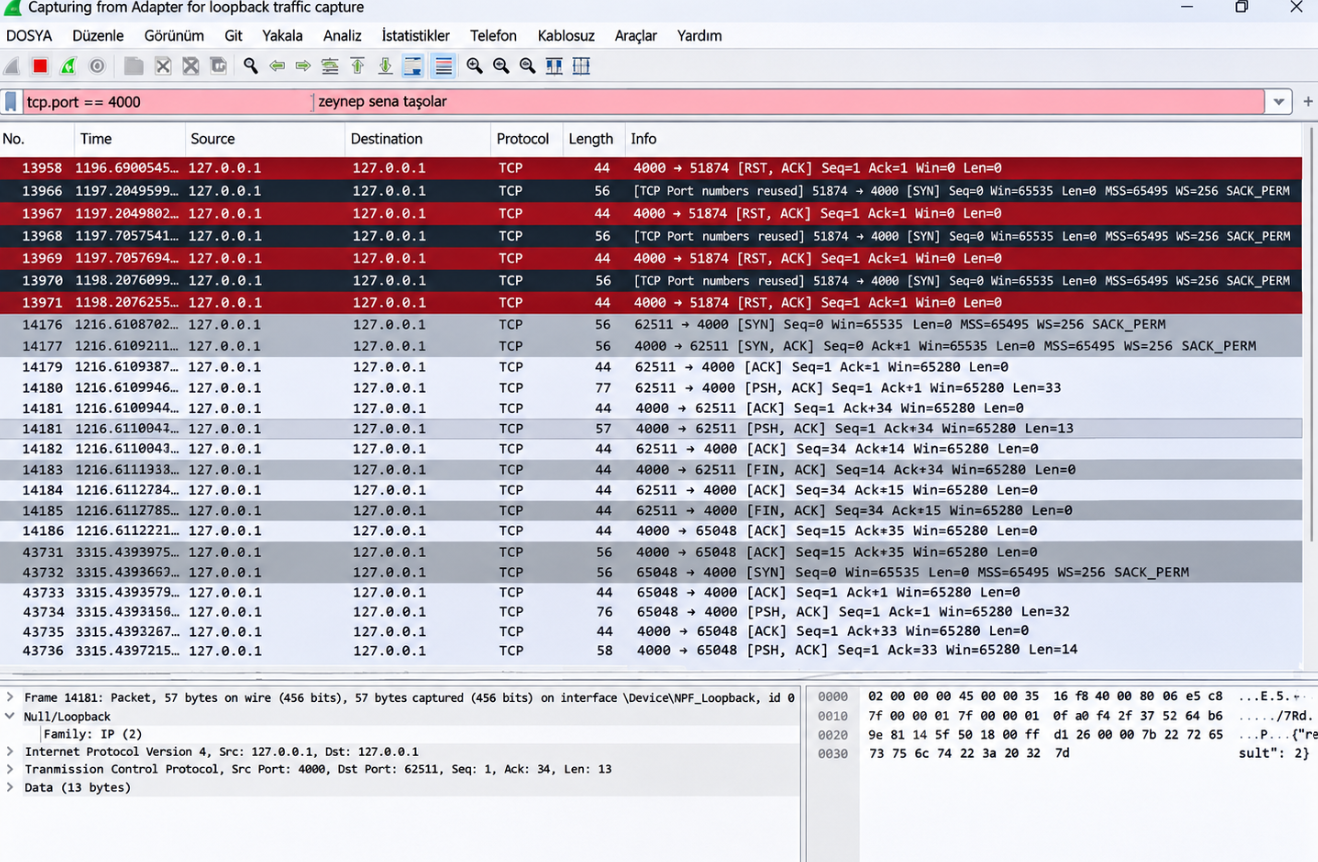 Capturing from Adapter for loopback traffic capture
DOSYA Düzenle Görünüm Git Yakala Analiz İstatistikler Telefon Kablosuz Araçlar Yardım
tcp.port == 4000 zeynep sena taşolar
No. Time Source Destination Protocol Length Info
13958 1196.6900545... 127.0.0.1 127.0.0.1 TCP 44 4000 → 51874 [RST, ACK] Seq=1 Ack=1 Win=0 Len=0
13966 1197.2049599... 127.0.0.1 127.0.0.1 TCP 56 [TCP Port numbers reused] 51874 → 4000 [SYN] Seq=0 Win=65535 Len=0 MSS=65495 WS=256 SACK_PERM
13967 1197.2049802... 127.0.0.1 127.0.0.1 TCP 44 4000 → 51874 [RST, ACK] Seq=1 Ack=1 Win=0 Len=0
13968 1197.7057541... 127.0.0.1 127.0.0.1 TCP 56 [TCP Port numbers reused] 51874 → 4000 [SYN] Seq=0 Win=65535 Len=0 MSS=65495 WS=256 SACK_PERM
13969 1197.7057694... 127.0.0.1 127.0.0.1 TCP 44 4000 → 51874 [RST, ACK] Seq=1 Ack=1 Win=0 Len=0
13970 1198.2076099... 127.0.0.1 127.0.0.1 TCP 56 [TCP Port numbers reused] 51874 → 4000 [SYN] Seq=0 Win=65535 Len=0 MSS=65495 WS=256 SACK_PERM
13971 1198.2076255... 127.0.0.1 127.0.0.1 TCP 44 4000 → 51874 [RST, ACK] Seq=1 Ack=1 Win=0 Len=0
14176 1216.6108702... 127.0.0.1 127.0.0.1 TCP 56 62511 → 4000 [SYN] Seq=0 Win=65535 Len=0 MSS=65495 WS=256 SACK_PERM
14177 1216.6109211... 127.0.0.1 127.0.0.1 TCP 56 4000 → 62511 [SYN, ACK] Seq=0 Ack+1 Win=65535 Len=0 MSS=65495 WS=256 SACK_PERM
14179 1216.6109387... 127.0.0.1 127.0.0.1 TCP 44 62511 → 4000 [ACK] Seq=1 Ack=1 Win=65280 Len=0
14180 1216.6109946... 127.0.0.1 127.0.0.1 TCP 77 62511 → 4000 [PSH, ACK] Seq=1 Ack+1 Win=65280 Len=33
14181 1216.6100944... 127.0.0.1 127.0.0.1 TCP 44 4000 → 62511 [ACK] Seq=1 Ack+34 Win=65280 Len=0
14181 127.0.0.1 127.0.0.1 TCP 57 4000 → 62511 [PSH, ACK] Seq=1 Ack+34 Win=65280 Len=13
14182 1216.6110043... 127.0.0.1 127.0.0.1 TCP 44 62511 → 4000 [ACK] Seq=34 Ack+14 Win=65280 Len=0
14183 127.0.0.1 127.0.0.1 TCP 44 4000 → 62511 [FIN, ACK] Seq=14 Ack+34 Win=65280 Len=0
14184 1216.6112734... 127.0.0.1 127.0.0.1 TCP 44 62511 → 4000 [ACK] Seq=34 Ack+15 Win=65280 Len=0
14185 1216.6112785... 127.0.0.1 127.0.0.1 TCP 44 62511 → 4000 [FIN, ACK] Seq=34 Ack+15 Win=65280 Len=0
14186 1216.6112221... 127.0.0.1 127.0.0.1 TCP 44 4000 → 65048 [ACK] Seq=15 Ack+35 Win=65280 Len=0
43731 3315.4393975... 127.0.0.1 127.0.0.1 TCP 56 4000 → 65048 [ACK] Seq=15 Ack+35 Win=65280 Len=0
43732 3315.4393663... 127.0.0.1 127.0.0.1 TCP 56 65048 → 4000 [SYN] Seq=0 Win=65535 Len=0 MSS=65495 WS=256 SACK_PERM
43733 3315.4393579... 127.0.0.1 127.0.0.1 TCP 44 65048 → 4000 [ACK] Seq=1 Ack+1 Win=65280 Len=0
43734 3315.4393150... 127.0.0.1 127.0.0.1 TCP 76 65048 → 4000 [PSH, ACK] Seq=1 Ack=1 Win=65280 Len=32
43735 3315.4393267... 127.0.0.1 127.0.0.1 TCP 44 4000 → 65048 [ACK] Seq=1 Ack+33 Win=65280 Len=0
43736 3315.4397215... 127.0.0.1 127.0.0.1 TCP 58 4000 → 65048 [PSH, ACK] Seq=1 Ack=33 Win=65280 Len=14
Frame 14181: Packet, 57 bytes on wire (456 bits), 57 bytes captured (456 bits) on interface \Device\NPF_Loopback, id 0
Null/Loopback
Family: IP (2)
Internet Protocol Version 4, Src: 127.0.0.1, Dst: 127.0.0.1
Tranmission Control Protocol, Src Port: 4000, Dst Port: 62511, Seq: 1, Ack: 34, Len: 13
Data (13 bytes)
0000 02 00 00 00 45 00 00 35 16 f8 40 00 80 06 e5 c8 ...E.5.+
0010 7f 00 00 01 7f 00 00 01 0f a0 f4 2f 37 52 64 b6 ...../7Rd.
0020 9e 81 14 5f 50 18 00 ff d1 26 00 00 7b 22 72 65 ...P...{"re
0030 73 75 6c 74 22 3a 20 32 7d sult": 2}